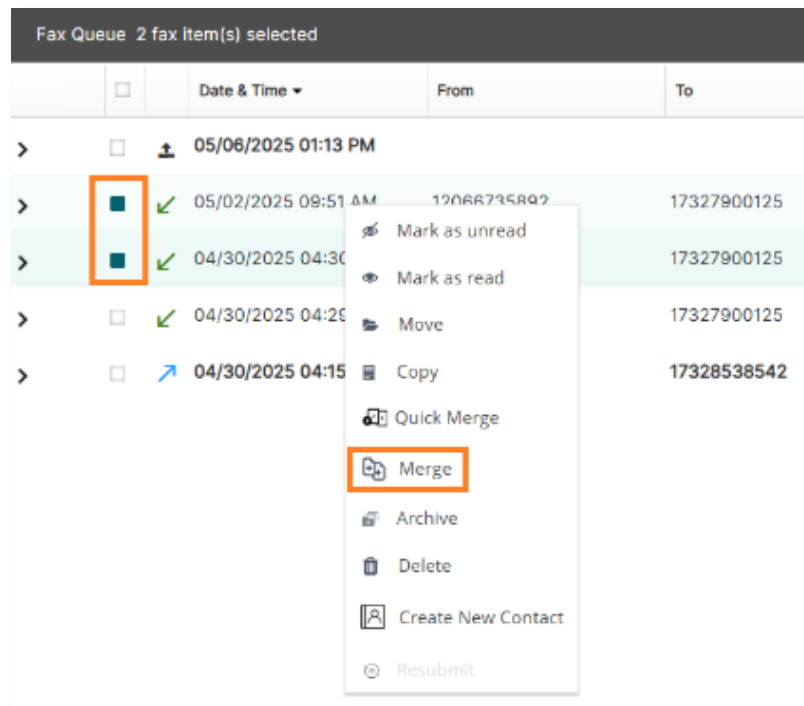 Fax Queue 2 fax item(s) selected
Date & Time From To
05/06/2025 01:13 PM
05/02/2025 09:51 AM 12066735892 17327900125
Mark as unread
04/30/2025 04:30 17327900125
Mark as read
04/30/2025 04:29 17327900125
Move
04/30/2025 04:15 17328538542
Copy
Quick Merge
Merge
Archive
Delete
Create New Contact
Resubmit